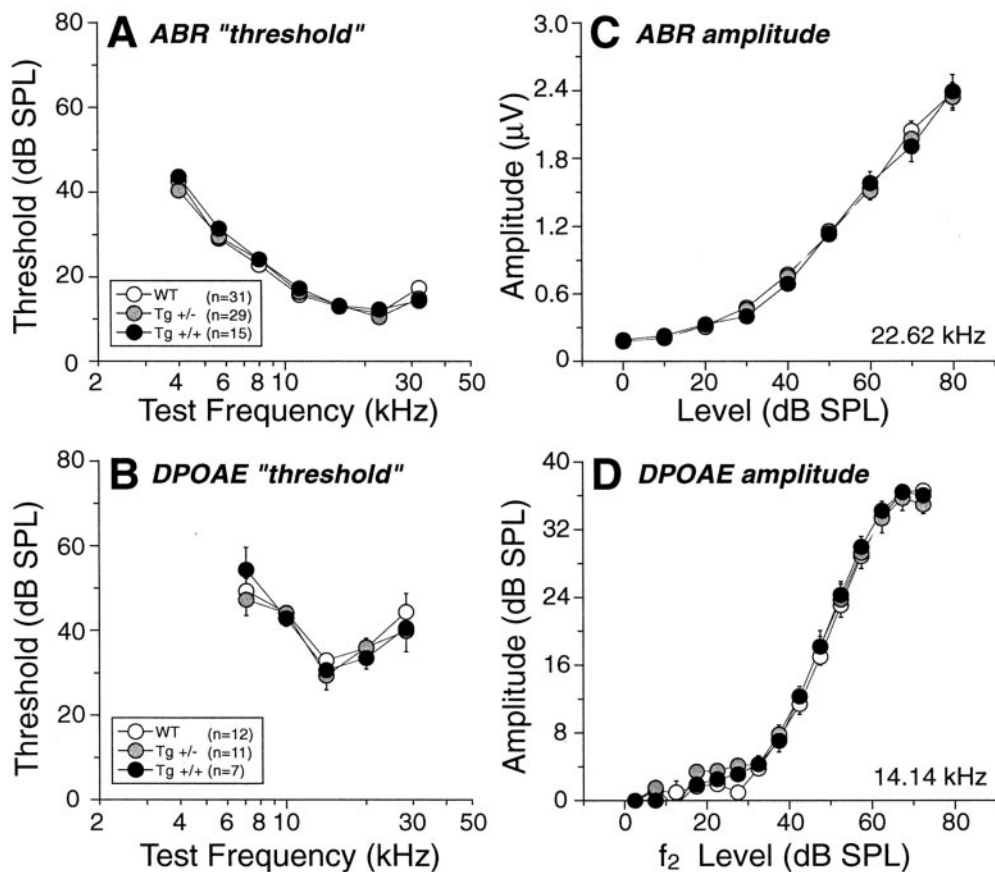 A ABR "threshold"
Threshold (dB SPL)
80
60
40
20
0
WT (n=31)
Tg +/- (n=29)
Tg +/+ (n=15)
2 4 6 8 10 30 50
Test Frequency (kHz)
C ABR amplitude
Amplitude (µV)
2.4
1.8
1.2
0.6
0
22.62 kHz
0 20 40 60 80
Level (dB SPL)
B DPOAE "threshold"
Threshold (dB SPL)
80
60
40
20
0
WT (n=12)
Tg +/- (n=11)
Tg +/+ (n=7)
2 4 6 8 10 30 50
Test Frequency (kHz)
D DPOAE amplitude
Amplitude (dB SPL)
40
32
24
16
8
0
14.14 kHz
0 20 40 60 80
f₂ Level (dB SPL)